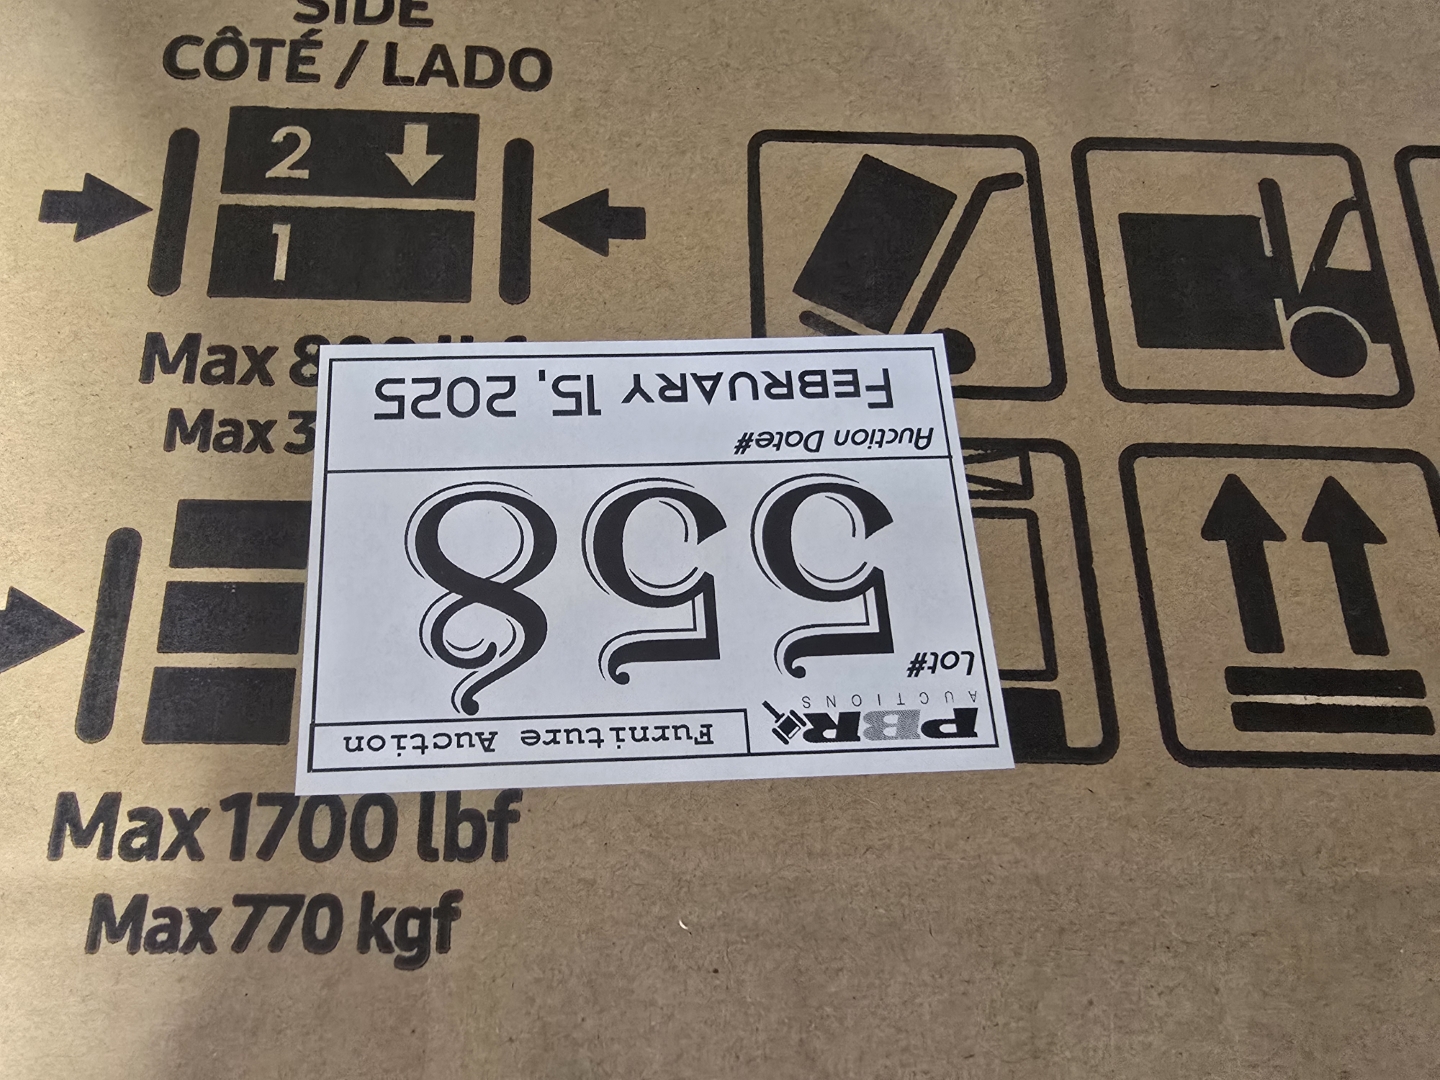 SIDE
CÔTÉ / LADO
2
1
Max 8
Max 3
Max 1700 lbf
Max 770 kgf
PBR
AUCTIONS
Furniture Auction
Lot#
558
Auction Date#
FEBRUARY 15, 2025